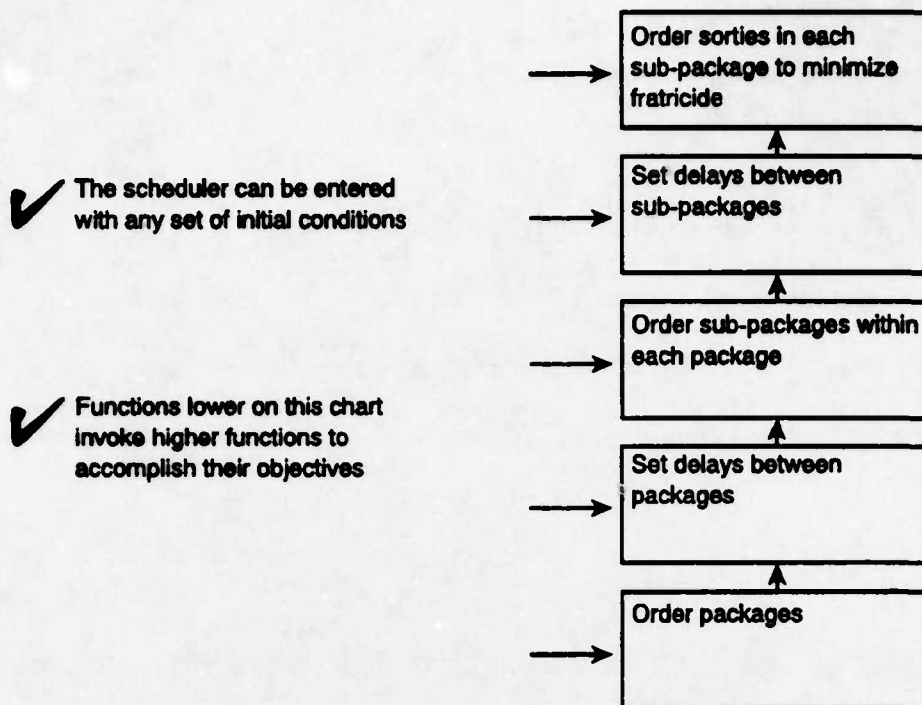 Order sorties in each
sub-package to minimize
fratricide
The scheduler can be entered
with any set of initial conditions
Set delays between
sub-packages
Order sub-packages within
each package
Functions lower on this chart
invoke higher functions to
accomplish their objectives
Set delays between
packages
Order packages